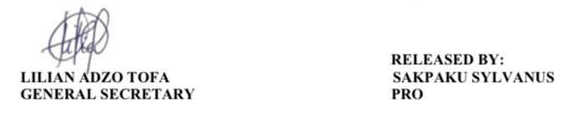 LILIAN ADZO TOFA
GENERAL SECRETARY
RELEASED BY:
SAKPAKU SYLVANUS
PRO